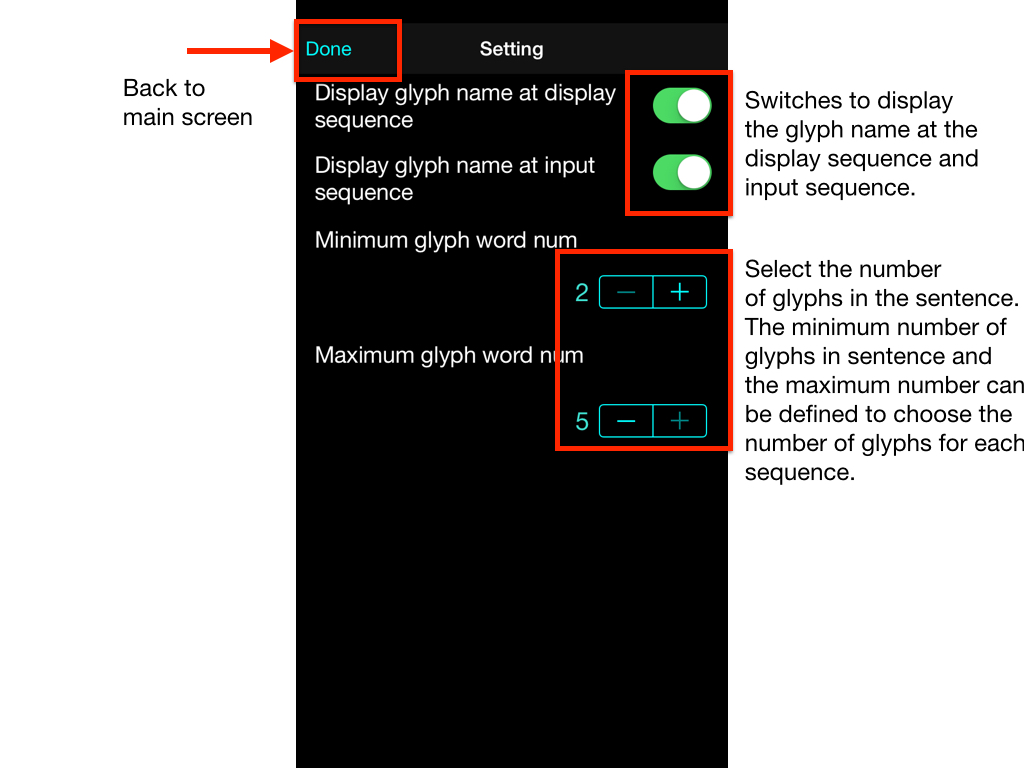 Done
Setting
Back to
main screen
Display glyph name at display
sequence
Display glyph name at input
sequence
Switches to display
the glyph name at the
display sequence and
input sequence.
Minimum glyph word num
2 − +
Maximum glyph word num
5 − +
Select the number
of glyphs in the sentence.
The minimum number of
glyphs in sentence and
the maximum number can
be defined to choose the
number of glyphs for each
sequence.